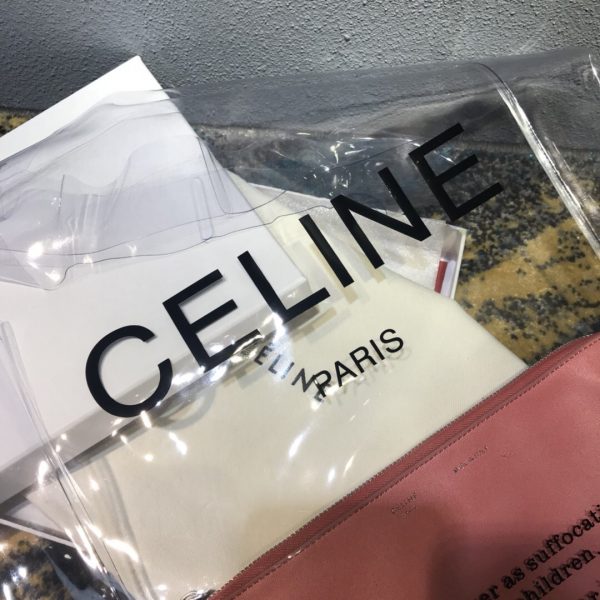 CELINE
PARIS
CELINE
er as suffocati
children